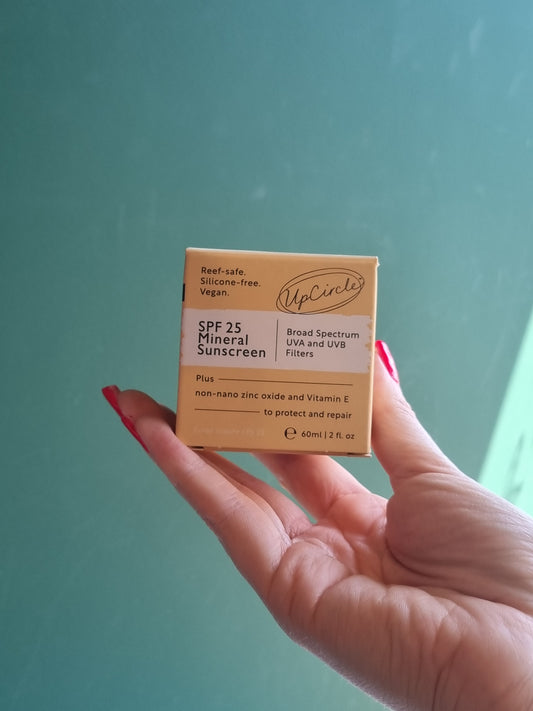 Reef-safe.
Silicone-free.
Vegan.
UpCircle
SPF 25
Mineral
Sunscreen
Broad Spectrum
UVA and UVB
Filters
Plus
non-nano zinc oxide and Vitamin E
to protect and repair
e 60ml | 2 fl. oz